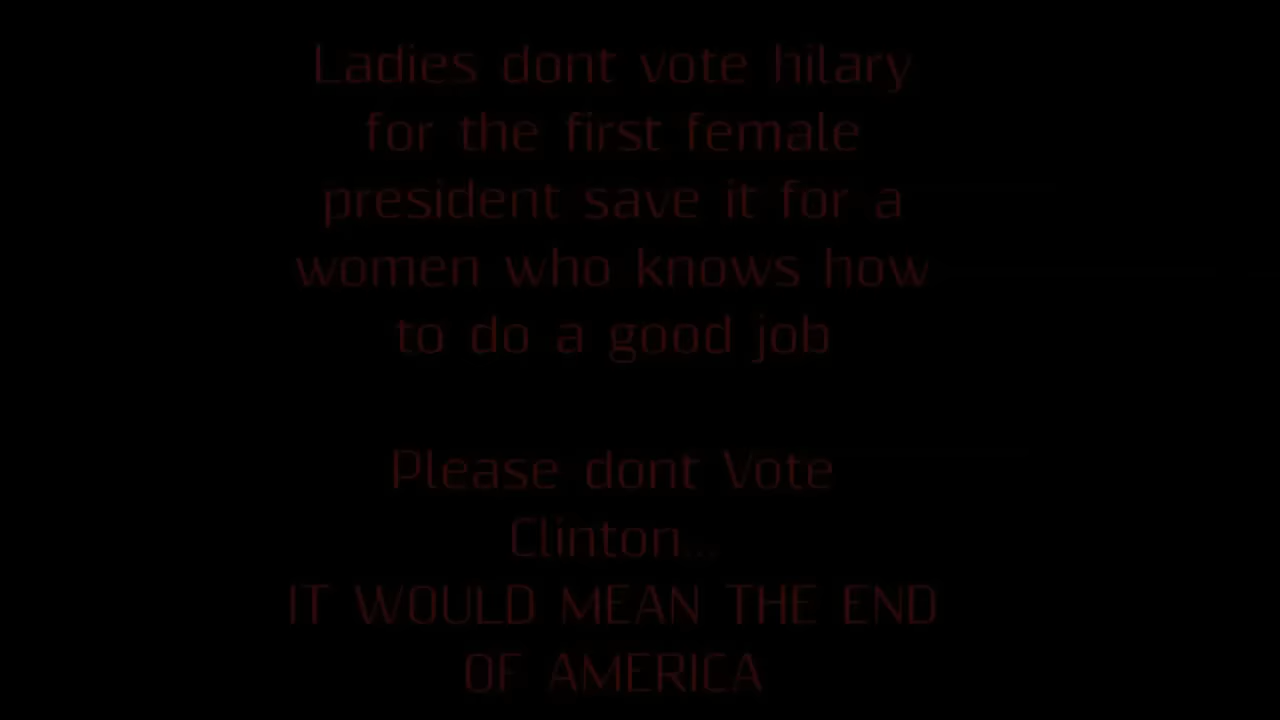 Ladies dont vote hilary
for the first female
president save it for a
women who knows how
to do a good job
Please dont Vote
Clinton...
IT WOULD MEAN THE END
OF AMERICA